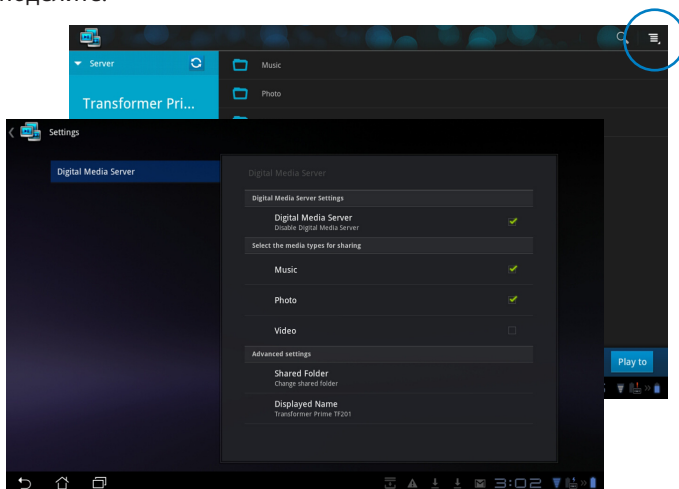 поделите.
Server
Music
Photo
Transformer Pri...
Settings
Digital Media Server
Digital Media Server
Digital Media Server Settings
Digital Media Server
Disable Digital Media Server
Select the media types for sharing
Music
Photo
Video
Advanced settings
Shared Folder
Change shared folder
Displayed Name
Transformer Prime TF201
Play to
3:02